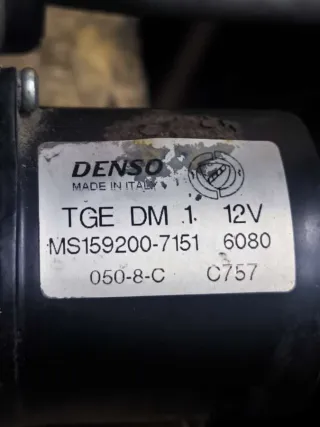 DENSO
MADE IN ITALY
TGE DM 1 12V
MS159200-7151 6080
050-8-C C757